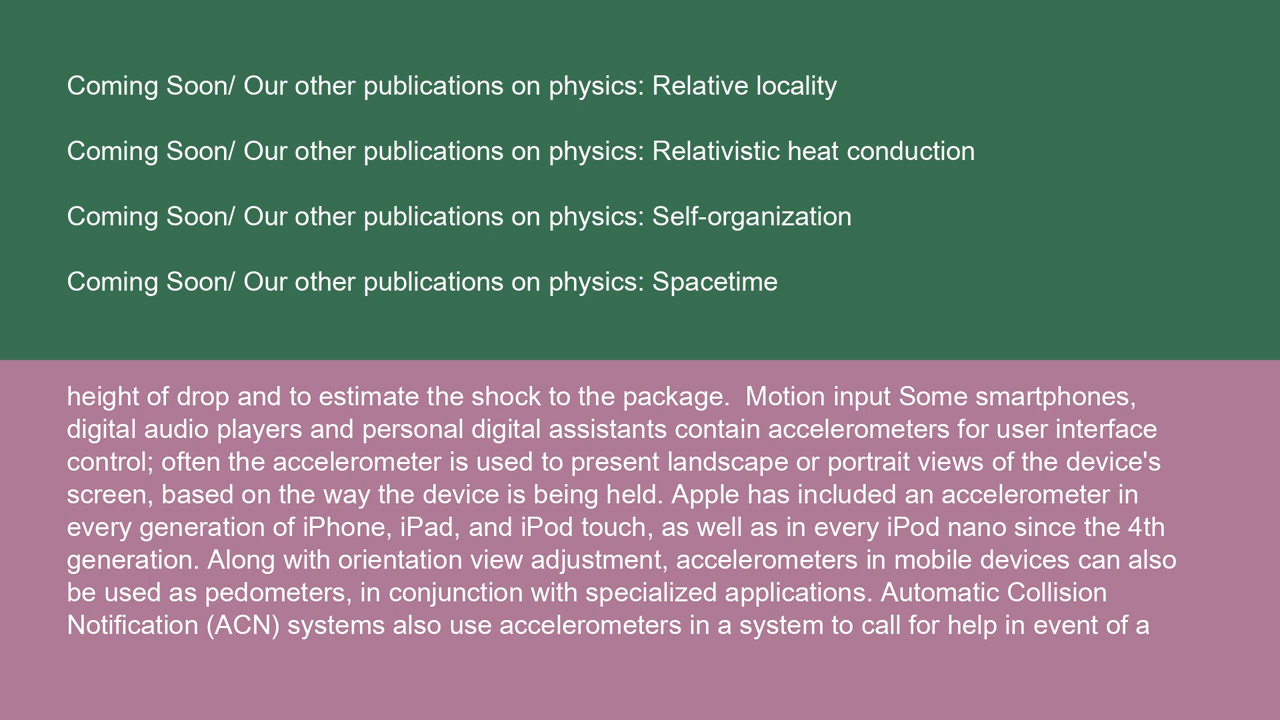 Coming Soon/ Our other publications on physics: Relative locality
Coming Soon/ Our other publications on physics: Relativistic heat conduction
Coming Soon/ Our other publications on physics: Self-organization
Coming Soon/ Our other publications on physics: Spacetime
height of drop and to estimate the shock to the package.  Motion input Some smartphones,
digital audio players and personal digital assistants contain accelerometers for user interface
control; often the accelerometer is used to present landscape or portrait views of the device's
screen, based on the way the device is being held. Apple has included an accelerometer in
every generation of iPhone, iPad, and iPod touch, as well as in every iPod nano since the 4th
generation. Along with orientation view adjustment, accelerometers in mobile devices can also
be used as pedometers, in conjunction with specialized applications. Automatic Collision
Notification (ACN) systems also use accelerometers in a system to call for help in event of a